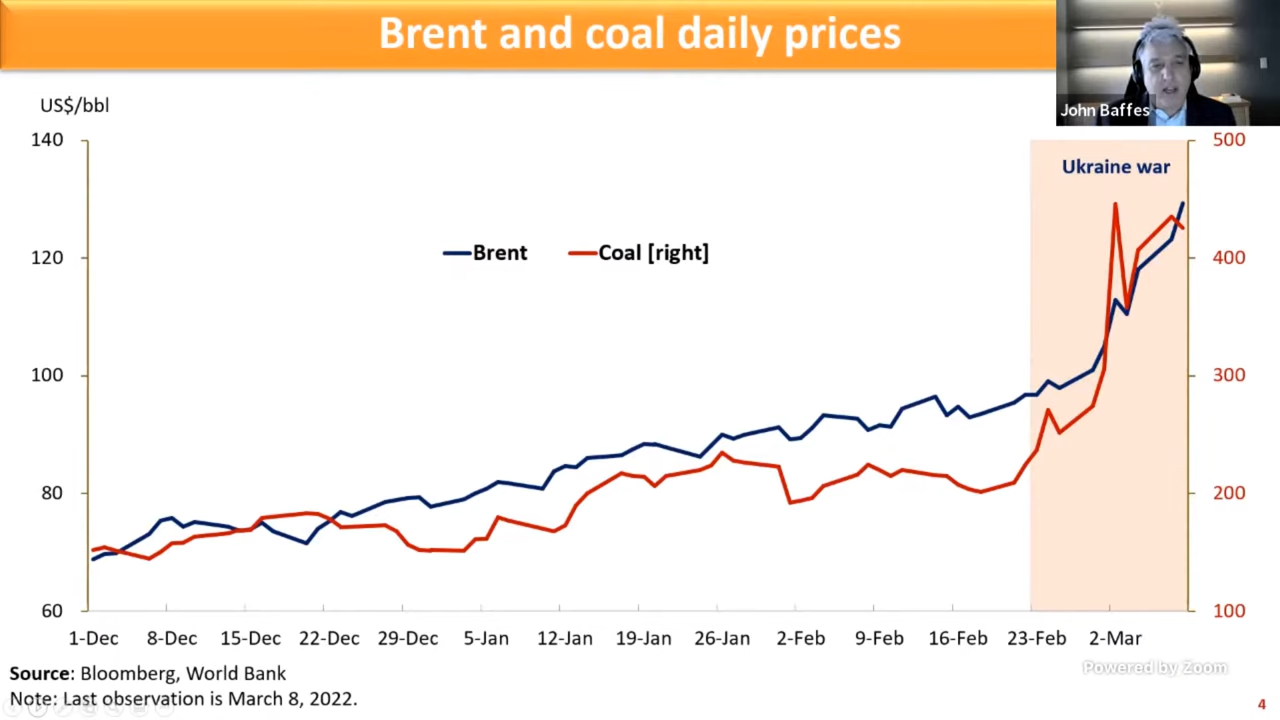 Brent and coal daily prices
John Baffes
US$/bbl
140
120
100
80
60
500
400
300
200
100
Ukraine war
Brent
Coal [right]
1-Dec 8-Dec 15-Dec 22-Dec 29-Dec 5-Jan 12-Jan 19-Jan 26-Jan 2-Feb 9-Feb 16-Feb 23-Feb 2-Mar
Source: Bloomberg, World Bank
Powered by Zoom
Note: Last observation is March 8, 2022.
4